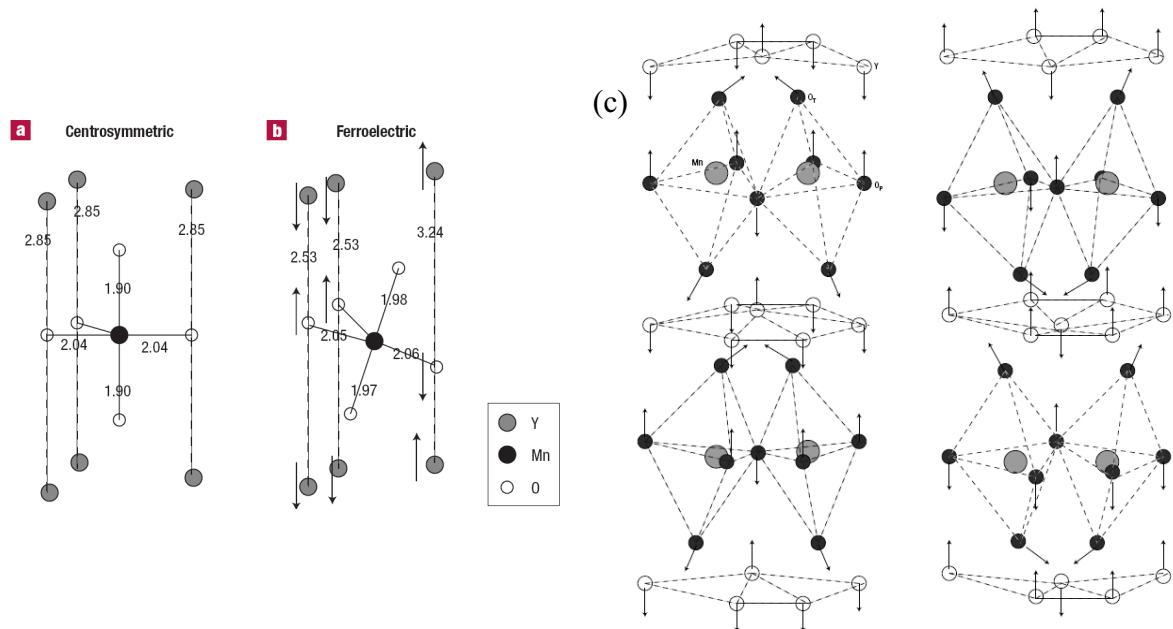 a Centrosymmetric
2.85
2.85
2.85
1.90
2.04
2.04
1.90
b Ferroelectric
2.53
2.53
3.24
1.98
2.05
2.06
1.97
Y
Mn
O
(c)
Y
O_T
Mn
O_P